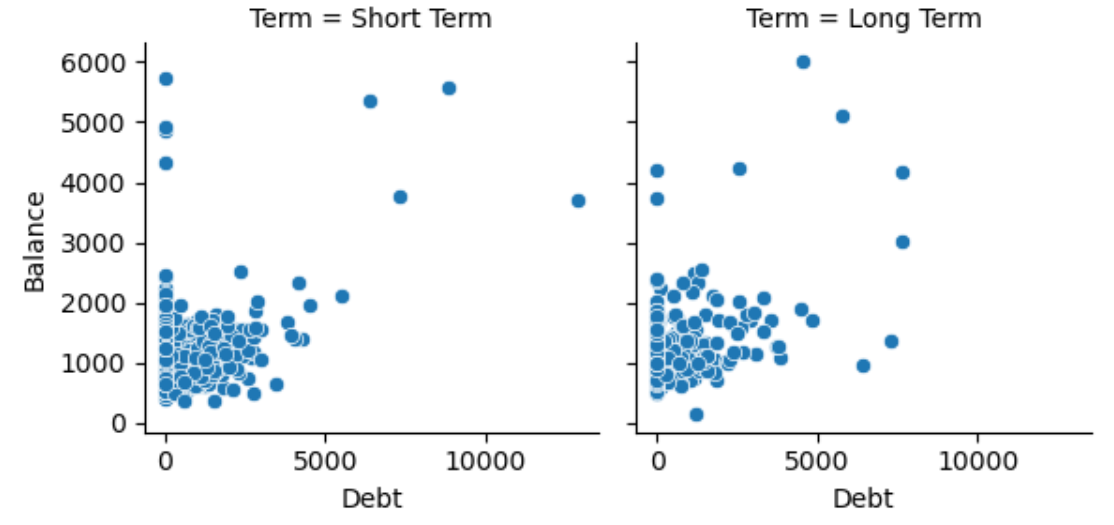 Term = Short Term
Term = Long Term
Balance
6000
5000
4000
3000
2000
1000
0
0 5000 10000
0 5000 10000
Debt
Debt